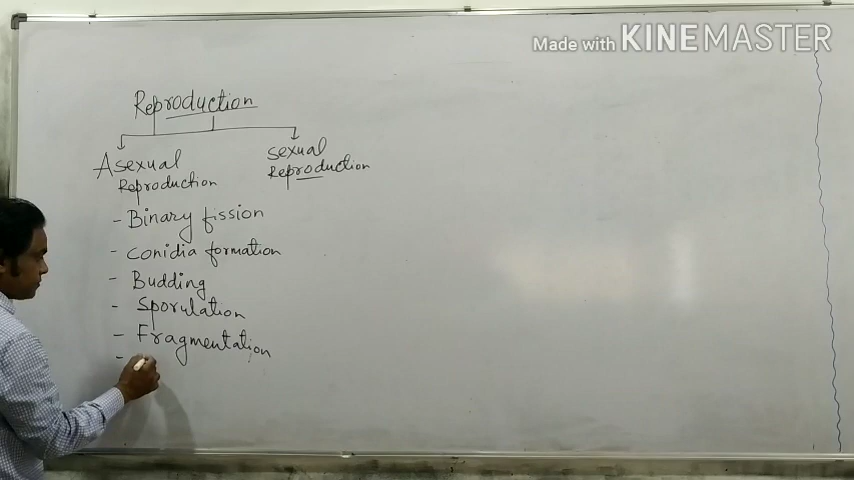 Made with KINEMASTER
Reproduction
Asexual
Reproduction
sexual
Reproduction
- Binary fission
- Conidia formation
- Budding
- Sporulation
- Fragmentation
-